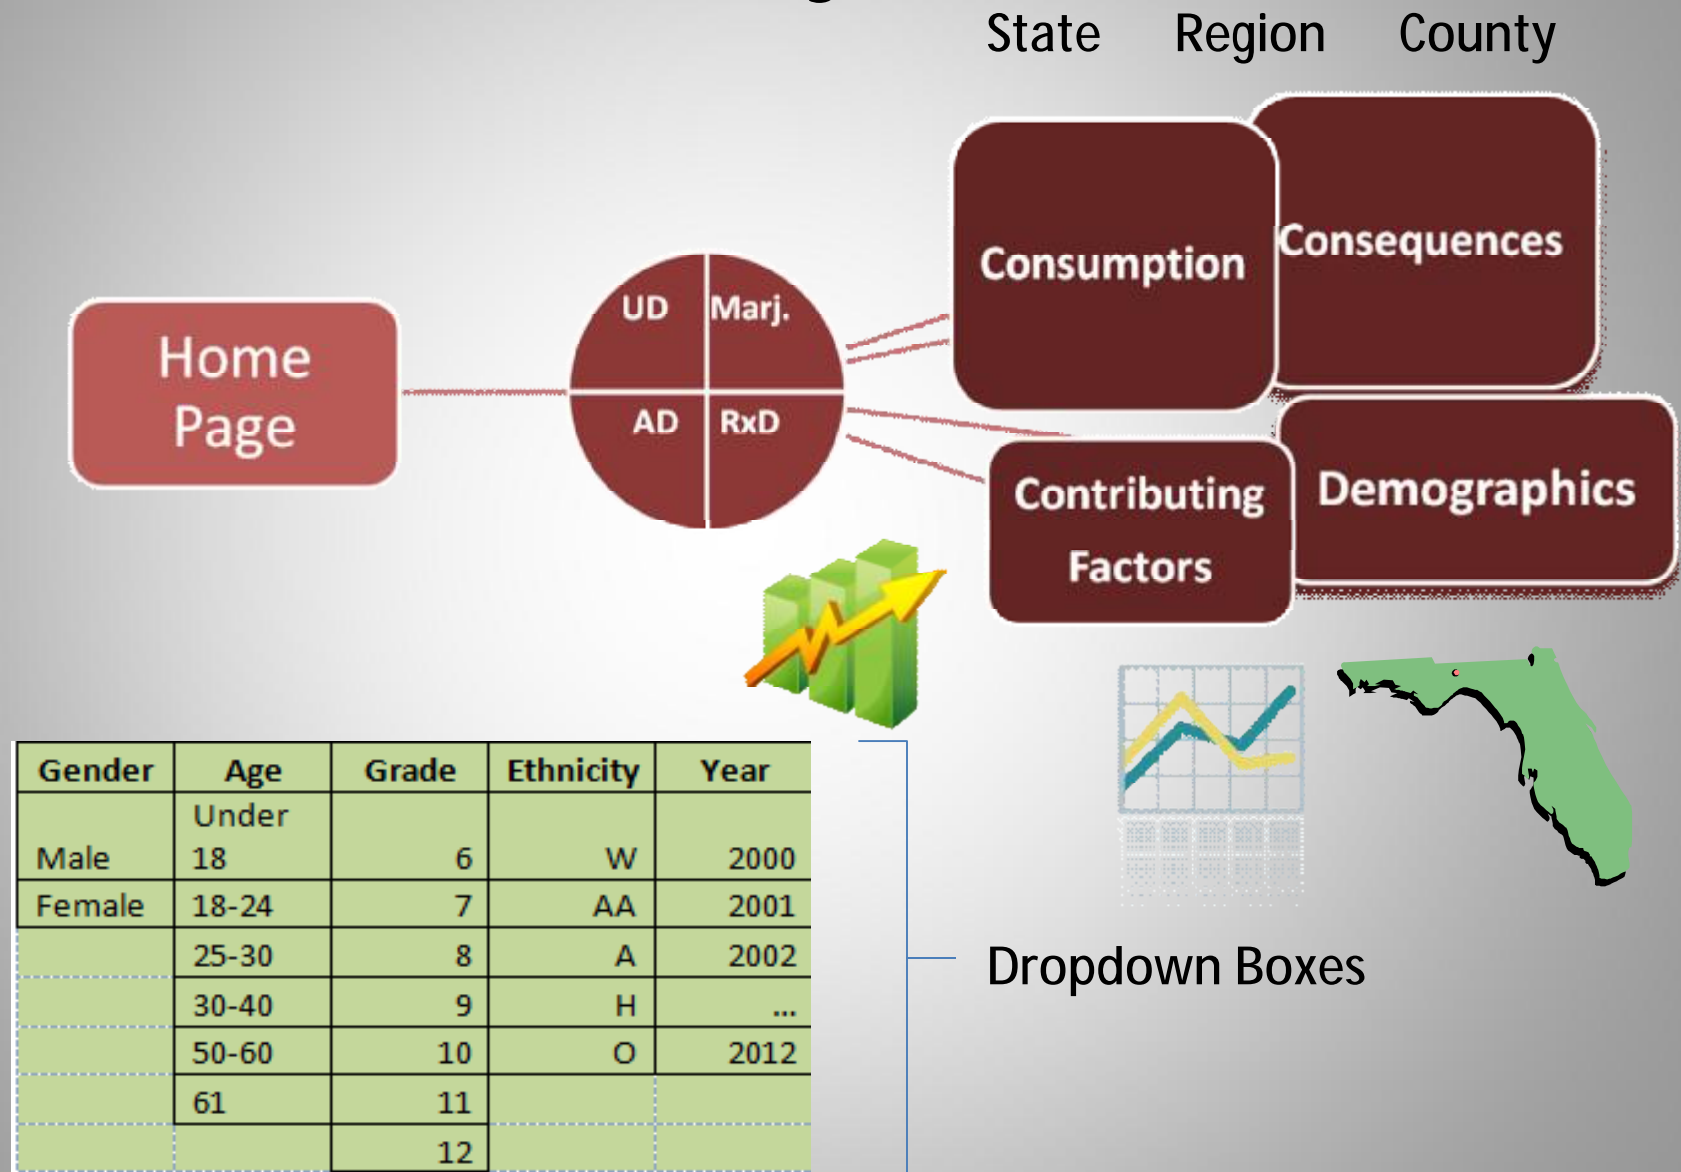 State Region County
Consumption
Consequences
Home
Page
UD Marj.
AD RxD
Contributing
Factors
Demographics
Gender Age Grade Ethnicity Year
Under
Male 18 6 W 2000
Female 18-24 7 AA 2001
25-30 8 A 2002
30-40 9 H ...
50-60 10 O 2012
61 11
12
Dropdown Boxes